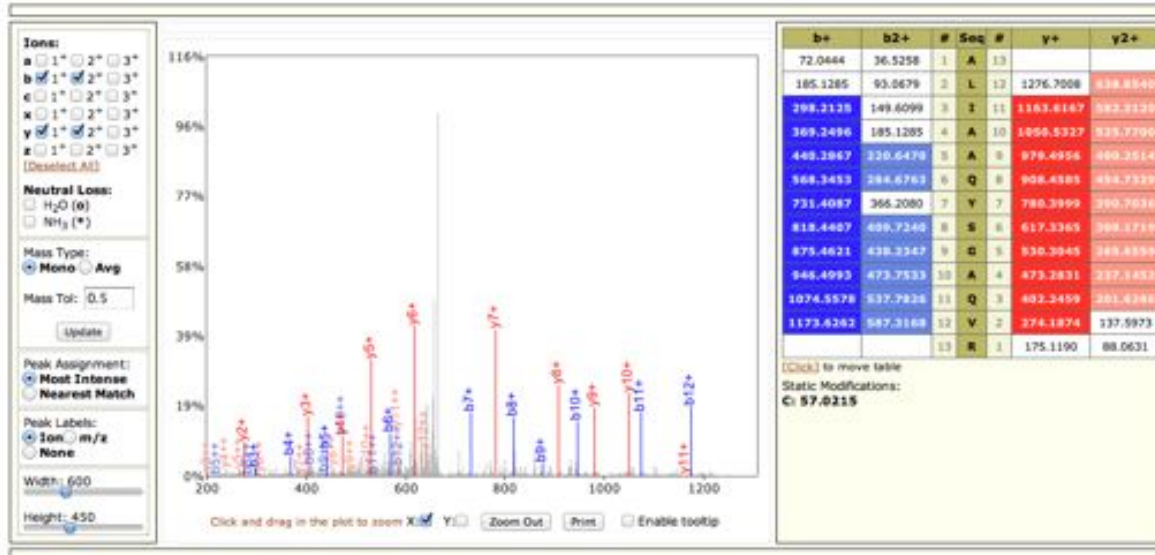 Ions:
a 1+ 2+ 3+
b 1+ 2+ 3+
c 1+ 2+ 3+
x 1+ 2+ 3+
y 1+ 2+ 3+
z 1+ 2+ 3+
[Deselect All]
Neutral Loss:
H2O (o)
NH3 (*)
Mass Type:
Mono Avg
Mass Tol: 0.5
Update
Peak Assignment:
Most Intense
Nearest Match
Peak Labels:
Ion m/z
None
Width: 600
Height: 450
116%
96%
77%
58%
39%
19%
0%
200 400 600 800 1000 1200
y2+
b3+
b4+
y3+
b5+
y5+
b6+
y6+
b7+
y7+
b8+
b9+
y8+
b10+
y9+
y10+
b11+
y11+
b12+
Click and drag in the plot to zoom X: Y: Zoom Out Print Enable tooltip
b+ b2+ # Seq # y+ y2+
72.0444 36.5258 1 A 13
185.1285 93.0679 2 L 12 1276.7008
298.2125 149.6099 3 I 11 1163.6167
369.2496 185.1285 4 A 10 1050.5327
440.2867 220.6470 5 A 9 979.4956
568.3453 284.6763 6 Q 8 908.4585
731.4087 366.2080 7 Y 7 780.3999
818.4407 409.7240 8 S 6 617.3365
875.4621 438.2347 9 G 5 530.3045
946.4993 473.7533 10 A 4 473.2831
1074.5578 537.7826 11 Q 3 402.2459
1173.6262 587.3168 12 V 2 274.1874 137.5973
13 R 1 175.1190 88.0631
[Click] to move table
Static Modifications:
C: 57.0215